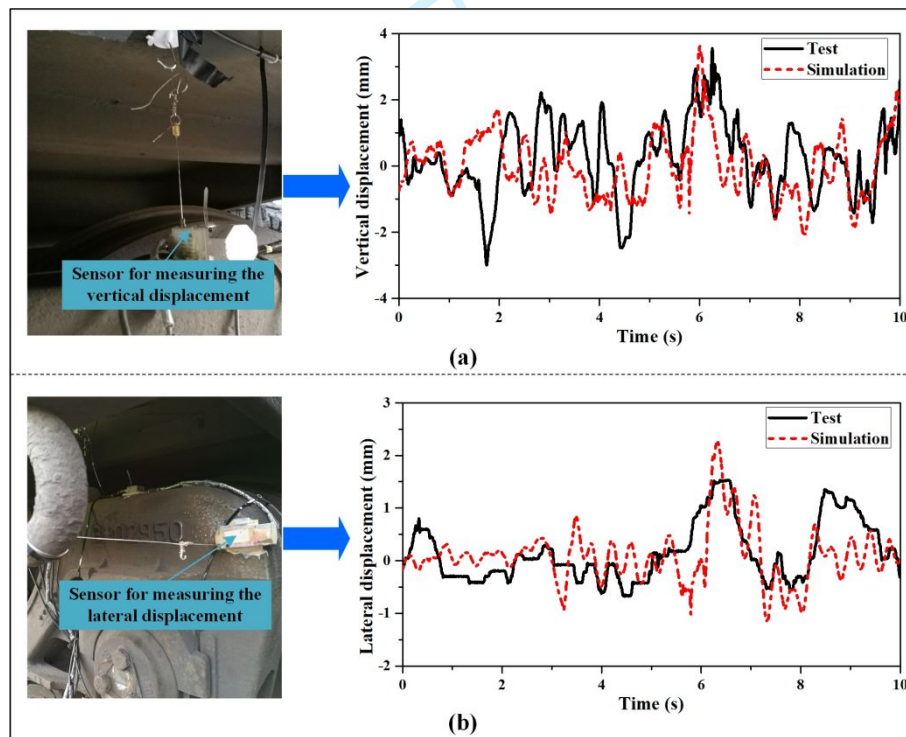 Sensor for measuring the
vertical displacement
Vertical displacement (mm)
4
2
0
-2
-4
Test
Simulation
0 2 4 6 8 10
Time (s)
(a)
Sensor for measuring the
lateral displacement
Lateral displacement (mm)
3
2
1
0
-1
-2
Test
Simulation
0 2 4 6 8 10
Time (s)
(b)